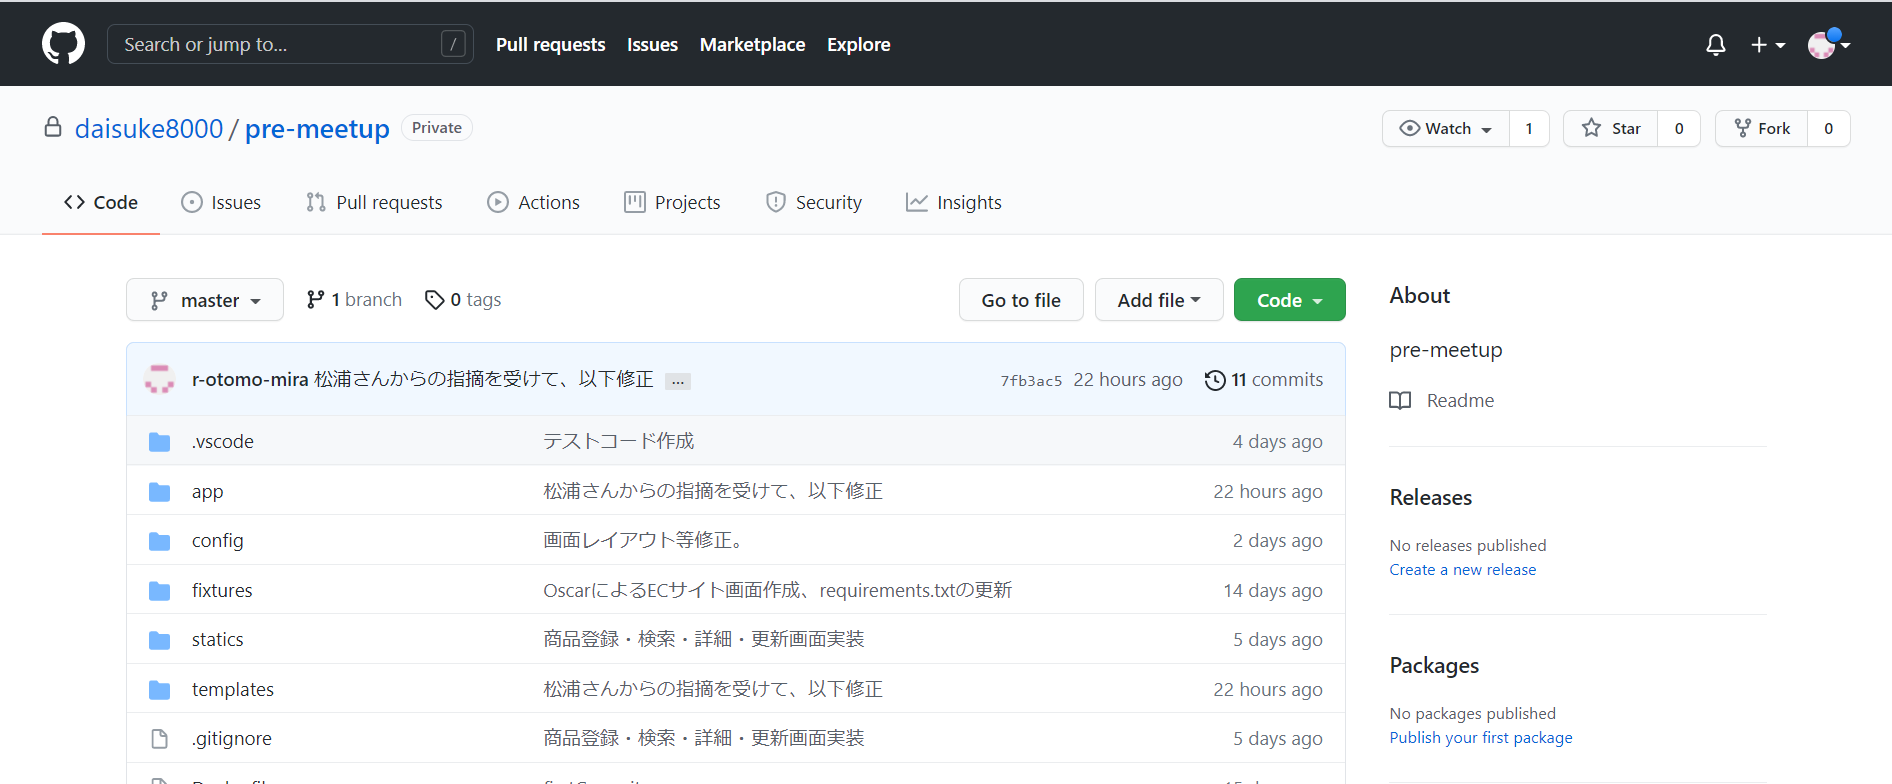 Search or jump to... / Pull requests Issues Marketplace Explore
daisuke8000 / pre-meetup Private Watch 1 Star 0 Fork 0
Code Issues Pull requests Actions Projects Security Insights
master 1 branch 0 tags Go to file Add file Code
r-otomo-mira 松浦さんからの指摘を受けて、以下修正 ... 7fb3ac5 22 hours ago 11 commits
.vscode テストコード作成 4 days ago
app 松浦さんからの指摘を受けて、以下修正 22 hours ago
config 画面レイアウト等修正。 2 days ago
fixtures OscarによるECサイト画面作成、requirements.txtの更新 14 days ago
statics 商品登録・検索・詳細・更新画面実装 5 days ago
templates 松浦さんからの指摘を受けて、以下修正 22 hours ago
.gitignore 商品登録・検索・詳細・更新画面実装 5 days ago
About
pre-meetup
Readme
Releases
No releases published
Create a new release
Packages
No packages published
Publish your first package